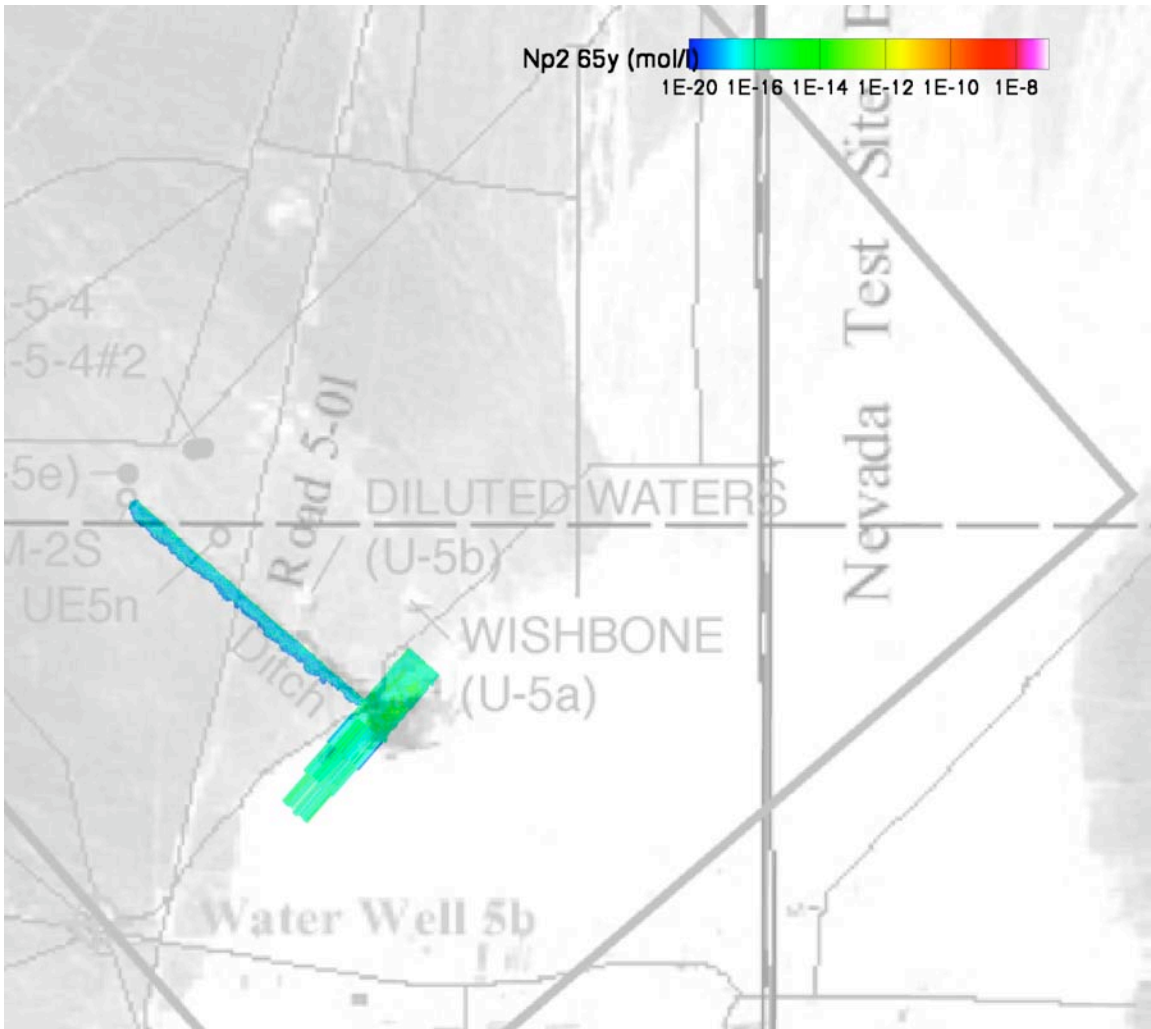 Np2 65y (mol/l)
1E-20 1E-16 1E-14 1E-12 1E-10 1E-8
Nevada Test Site E
-5-4
-5-4#2
Road 5-01
5e)
DILUTED WATERS
(U-5b)
M-2S
UE5n
WISHBONE
(U-5a)
Ditch
Water Well 5b